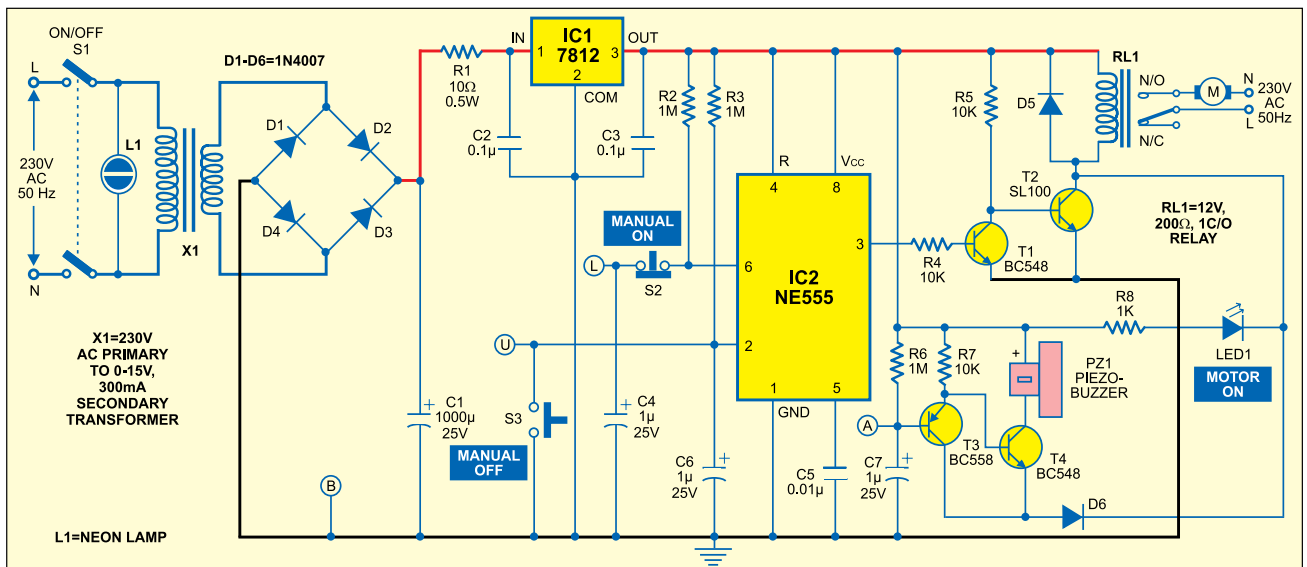 ON/OFF
S1
L
D1-D6=1N4007
230V
AC
50 Hz
N
L1
X1
D1
D2
D4
D3
R1
10Ω
0.5W
IN
1
IC1
7812
3
OUT
2
COM
C2
0.1µ
C3
0.1µ
R2
1M
R3
1M
R5
10K
D5
RL1
N/O
N/C
M
N
230V
AC
50Hz
L
T2
SL100
RL1=12V,
200Ω, 1C/O
RELAY
R
4
VCC
8
MANUAL
ON
L
S2
6
IC2
NE555
3
R4
10K
T1
BC548
U
2
1
GND
5
X1=230V
AC PRIMARY
TO 0-15V,
300mA
SECONDARY
TRANSFORMER
C1
1000µ
25V
+
S3
MANUAL
OFF
C4
1µ
25V
+
C6
1µ
25V
+
C5
0.01µ
R6
1M
R7
10K
A
C7
1µ
25V
+
T3
BC558
+
PZ1
PIEZO-
BUZZER
T4
BC548
R8
1K
LED1
MOTOR
ON
D6
B
L1=NEON LAMP